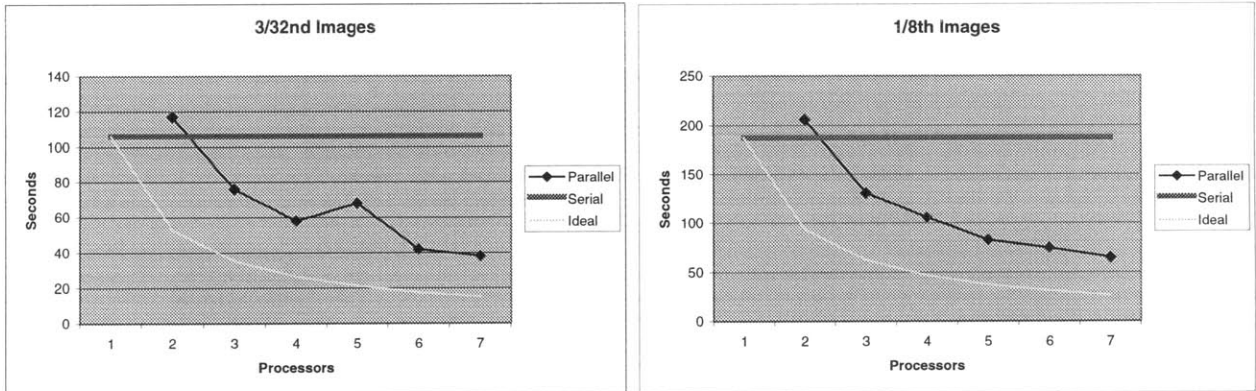 3/32nd Images
140
120
100
80
60
40
20
0
Seconds
1 2 3 4 5 6 7
Processors
Parallel
Serial
Ideal
1/8th Images
250
200
150
100
50
0
Seconds
1 2 3 4 5 6 7
Processors
Parallel
Serial
Ideal